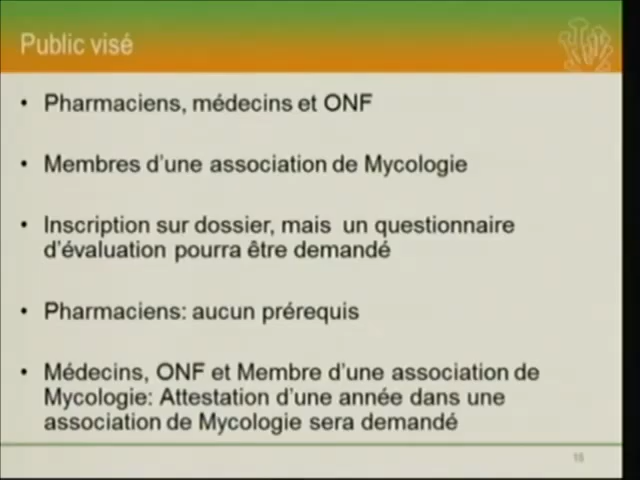 Public visé
• Pharmaciens, médecins et ONF
• Membres d'une association de Mycologie
• Inscription sur dossier, mais un questionnaire
d'évaluation pourra être demandé
• Pharmaciens: aucun prérequis
• Médecins, ONF et Membre d'une association de
Mycologie: Attestation d'une année dans une
association de Mycologie sera demandé